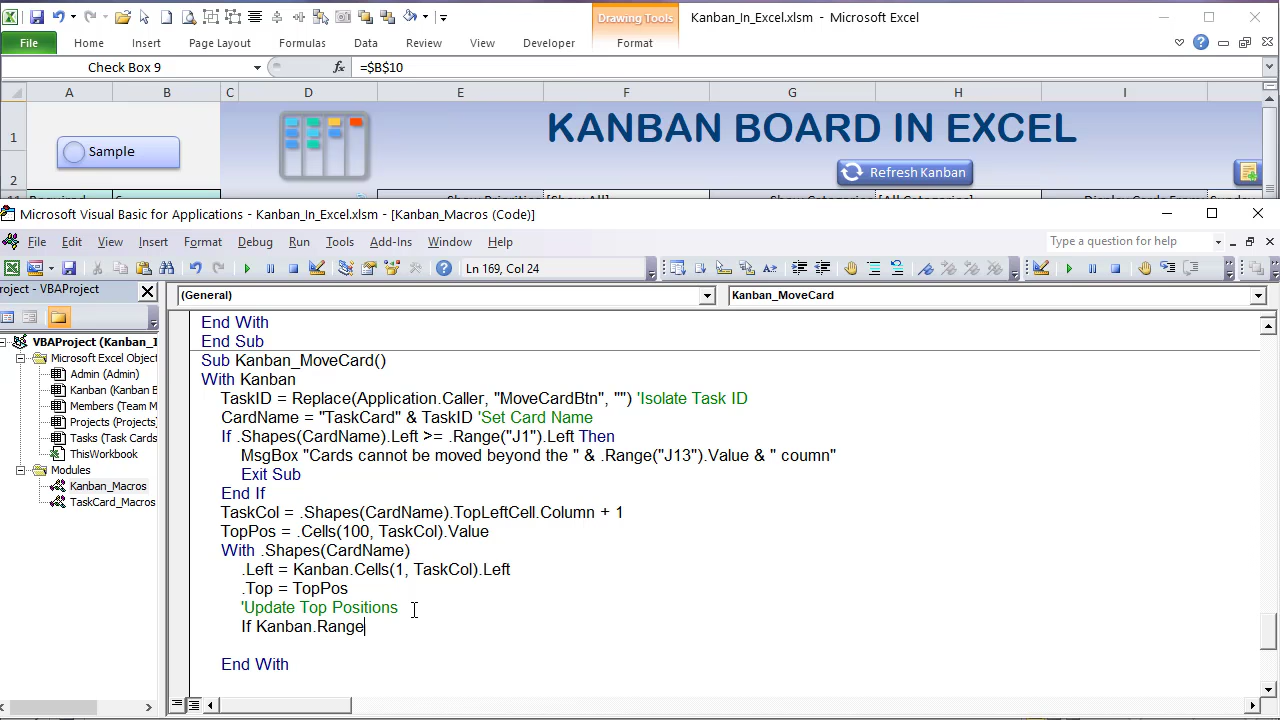 Drawing Tools
Kanban_In_Excel.xlsm - Microsoft Excel
File Home Insert Page Layout Formulas Data Review View Developer Format
Check Box 9 fx =$B$10
A B C D E F G H I
1 Sample KANBAN BOARD IN EXCEL
2 Refresh Kanban
Microsoft Visual Basic for Applications - Kanban_In_Excel.xlsm - [Kanban_Macros (Code)]
File Edit View Insert Format Debug Run Tools Add-Ins Window Help Type a question for help
Ln 169, Col 24
roject - VBAProject
(General) Kanban_MoveCard
VBAProject (Kanban_I
Microsoft Excel Object
Admin (Admin)
Kanban (Kanban B
Members (Team M
Projects (Projects)
Tasks (Task Cards
ThisWorkbook
Modules
Kanban_Macros
TaskCard_Macros
End With
End Sub
Sub Kanban_MoveCard()
With Kanban
TaskID = Replace(Application.Caller, "MoveCardBtn", "") 'Isolate Task ID
CardName = "TaskCard" & TaskID 'Set Card Name
If .Shapes(CardName).Left >= .Range("J1").Left Then
MsgBox "Cards cannot be moved beyond the " & .Range("J13").Value & " coumn"
Exit Sub
End If
TaskCol = .Shapes(CardName).TopLeftCell.Column + 1
TopPos = .Cells(100, TaskCol).Value
With .Shapes(CardName)
.Left = Kanban.Cells(1, TaskCol).Left
.Top = TopPos
'Update Top Positions
If Kanban.Range
End With